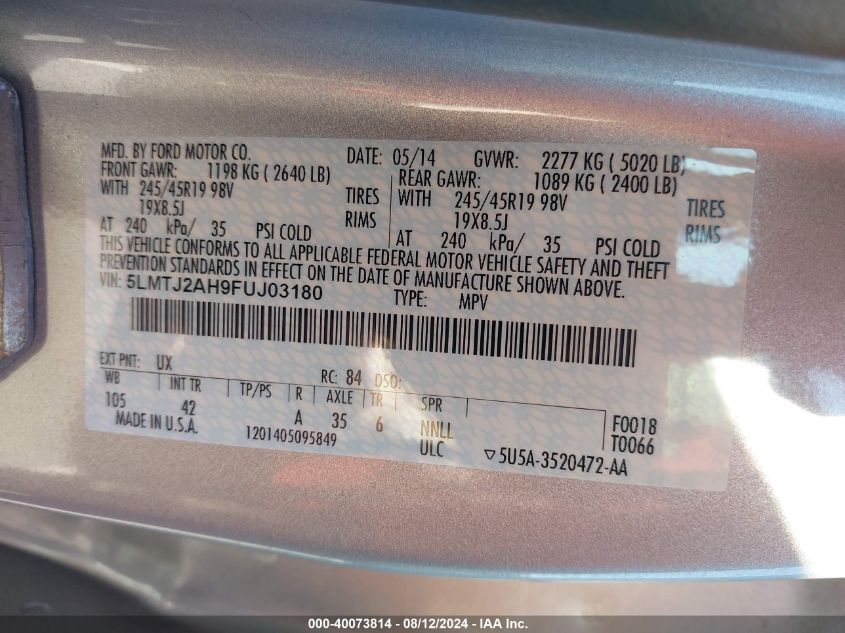 MFD. BY FORD MOTOR CO. DATE: 05/14 GVWR: 2277 KG ( 5020 LB)
FRONT GAWR: 1198 KG ( 2640 LB) REAR GAWR: 1089 KG ( 2400 LB)
WITH 245/45R19 98V TIRES WITH 245/45R19 98V TIRES
19X8.5J RIMS 19X8.5J RIMS
AT 240 kPa/ 35 PSI COLD AT 240 kPa/ 35 PSI COLD
THIS VEHICLE CONFORMS TO ALL APPLICABLE FEDERAL MOTOR VEHICLE SAFETY AND THEFT
PREVENTION STANDARDS IN EFFECT ON THE DATE OF MANUFACTURE SHOWN ABOVE.
VIN: 5LMTJ2AH9FUJ03180 TYPE: MPV
EXT PNT: UX RC: 84 DSO:
WB INT TR TP/PS R AXLE TR SPR
105 42 A 35 6 NNLL F0018
MADE IN U.S.A. 1201405095849 ULC T0066
▽5U5A-3520472-AA
000-40073814 - 08/12/2024 - IAA Inc.